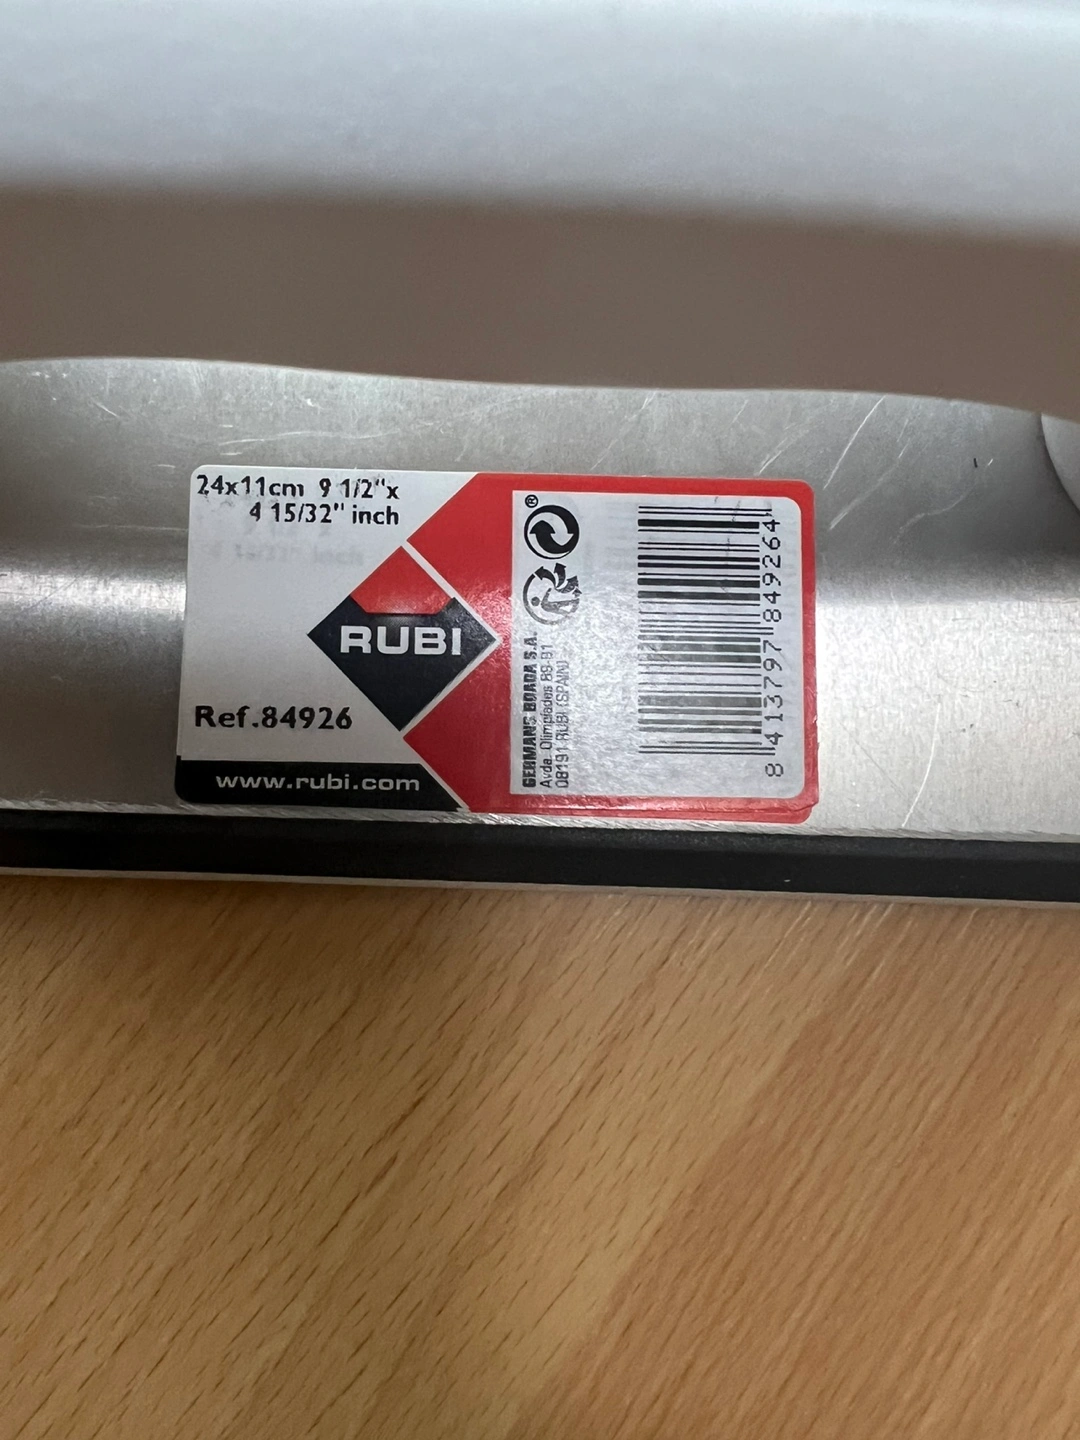 24x11cm 9 1/2"x
4 15/32" inch
RUBI
Ref.84926
www.rubi.com
®
GERMANS BOADA S.A.
Avda. Olimpíades 89-91
08191 RUBI (SPAIN)
8 413797 849264